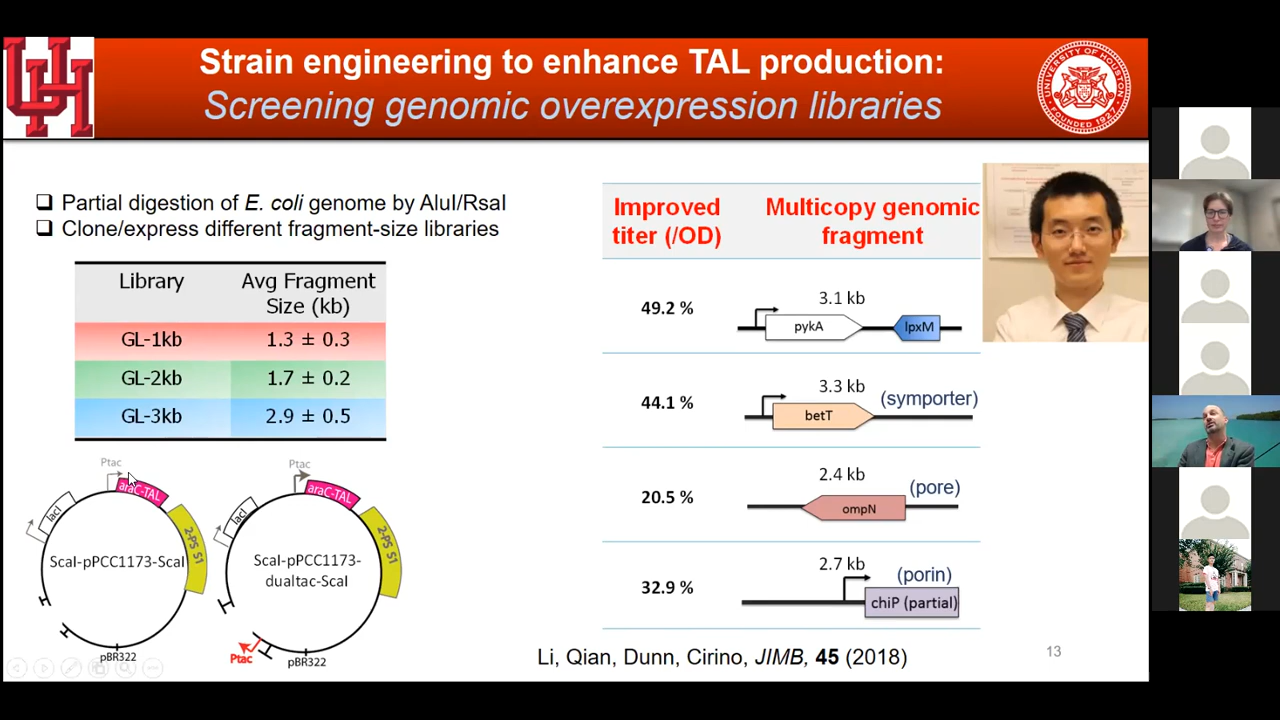 Strain engineering to enhance TAL production:
Screening genomic overexpression libraries
UH
UNIVERSITY OF HOUSTON
FOUNDED 1927
Partial digestion of E. coli genome by AluI/RsaI
Clone/express different fragment-size libraries
Library Avg Fragment
Size (kb)
GL-1kb 1.3 ± 0.3
GL-2kb 1.7 ± 0.2
GL-3kb 2.9 ± 0.5
Ptac
araC-TAL
lacI
2-PS S1
ScaI-pPCC1173-ScaI
pBR322
Ptac
araC-TAL
lacI
2-PS S1
ScaI-pPCC1173-
dualtac-ScaI
Ptac
pBR322
Improved Multicopy genomic
titer (/OD) fragment
49.2 % 3.1 kb
pykA lpxM
44.1 % 3.3 kb (symporter)
betT
20.5 % 2.4 kb (pore)
ompN
32.9 % 2.7 kb (porin)
chiP (partial)
Li, Qian, Dunn, Cirino, JIMB, 45 (2018)
13